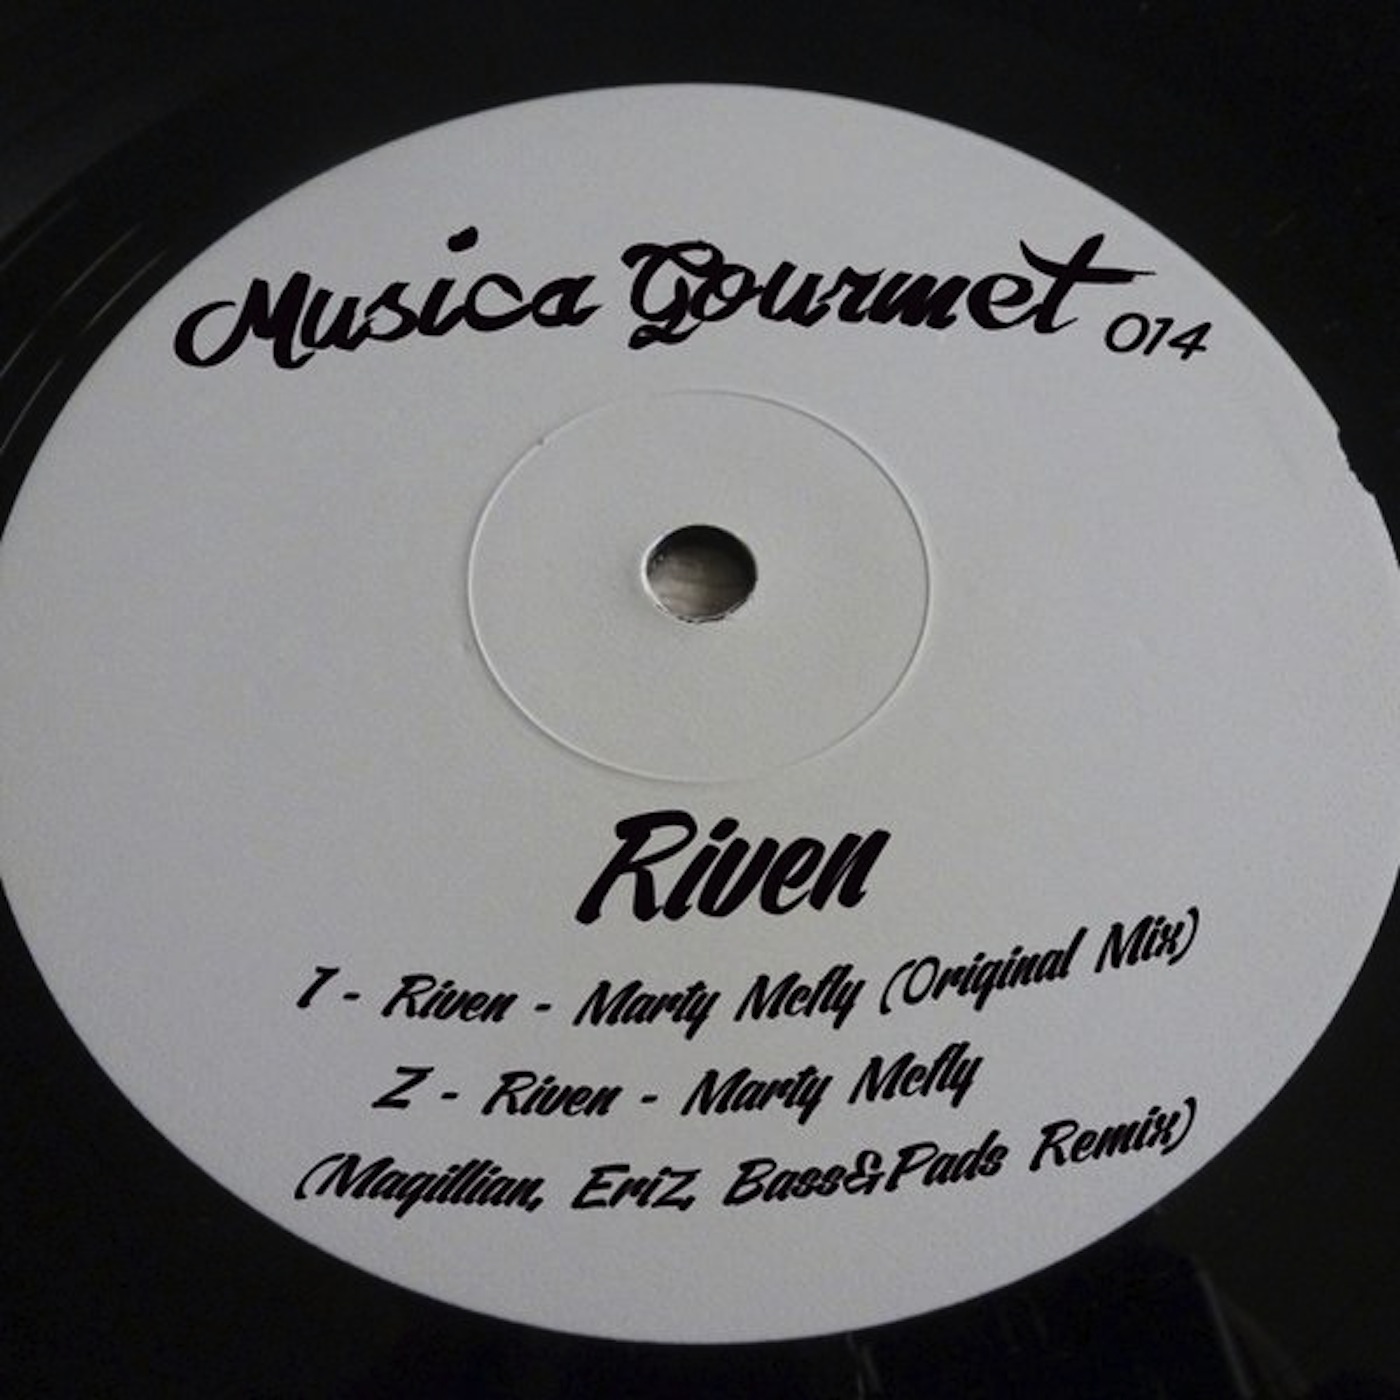 Musica Gourmet 014
Riven
1 - Riven - Marty Mcfly (Original Mix)
2 - Riven - Marty Mcfly
(Magillian, EriZ, Bass&Pads Remix)